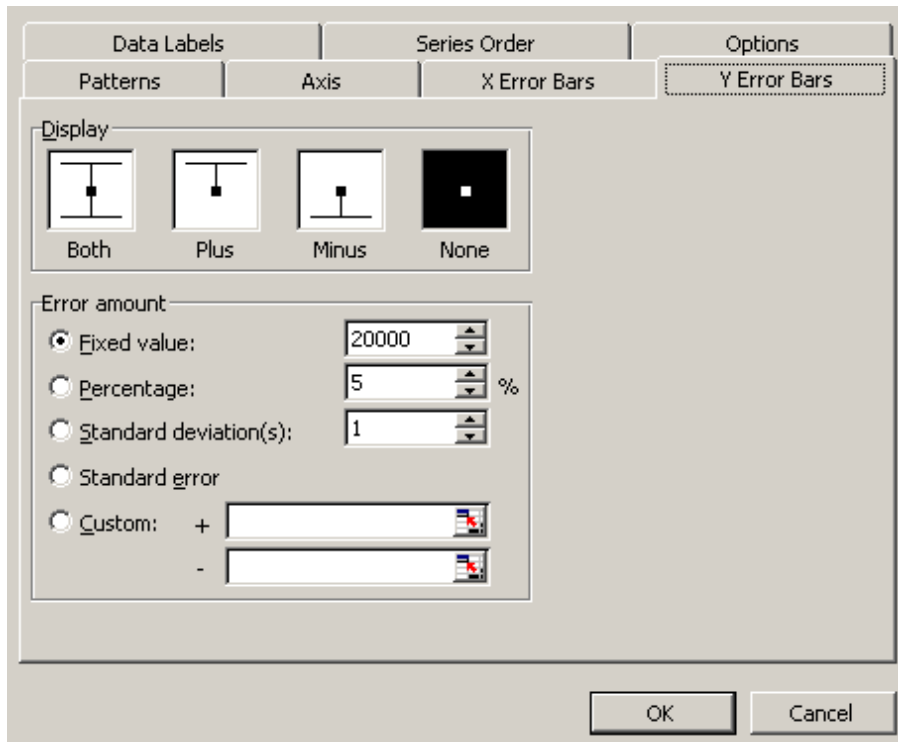 Data Labels Series Order Options
Patterns Axis X Error Bars Y Error Bars
Display
Both Plus Minus None
Error amount
Fixed value: 20000
Percentage: 5 %
Standard deviation(s): 1
Standard error
Custom: +
-
OK Cancel